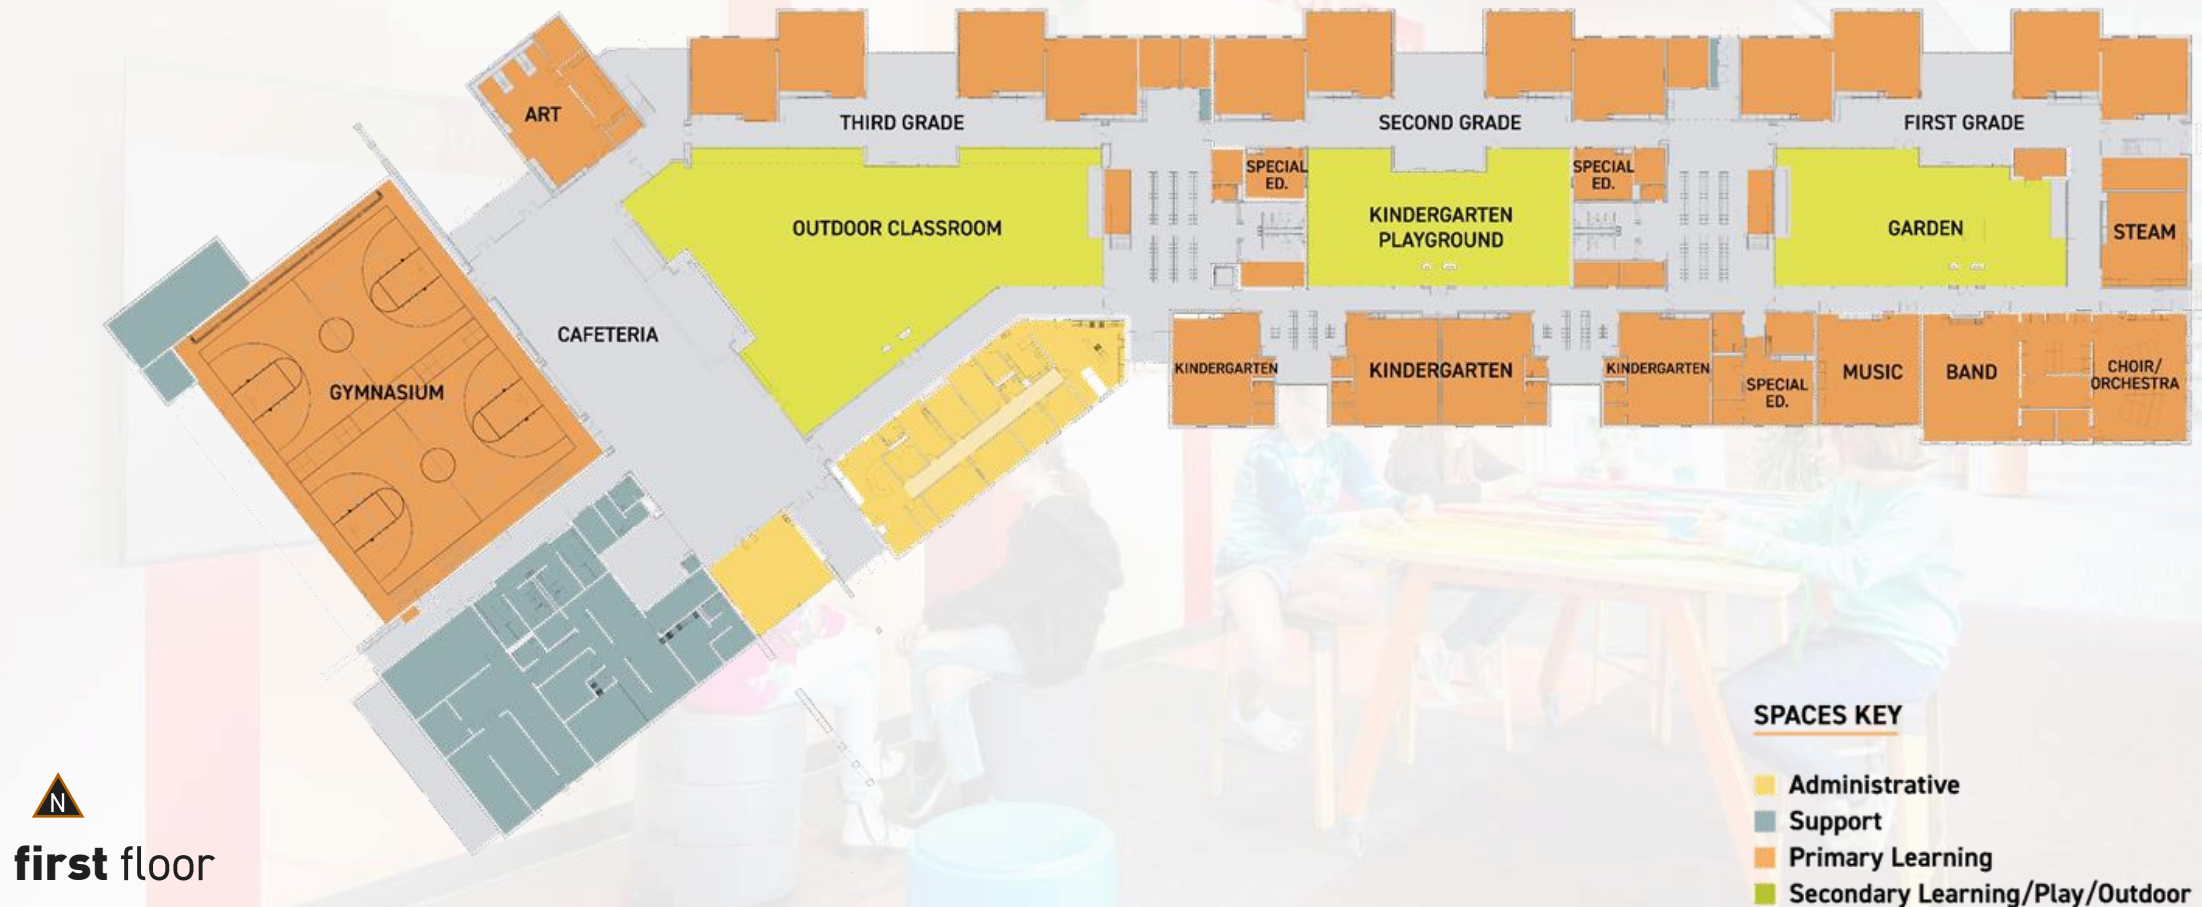 ART
THIRD GRADE
SECOND GRADE
FIRST GRADE
SPECIAL
ED.
SPECIAL
ED.
OUTDOOR CLASSROOM
KINDERGARTEN
PLAYGROUND
GARDEN
STEAM
CAFETERIA
GYMNASIUM
KINDERGARTEN
KINDERGARTEN
KINDERGARTEN
SPECIAL
ED.
MUSIC
BAND
CHOIR/
ORCHESTRA
SPACES KEY
Administrative
Support
Primary Learning
Secondary Learning/Play/Outdoor
N
first floor